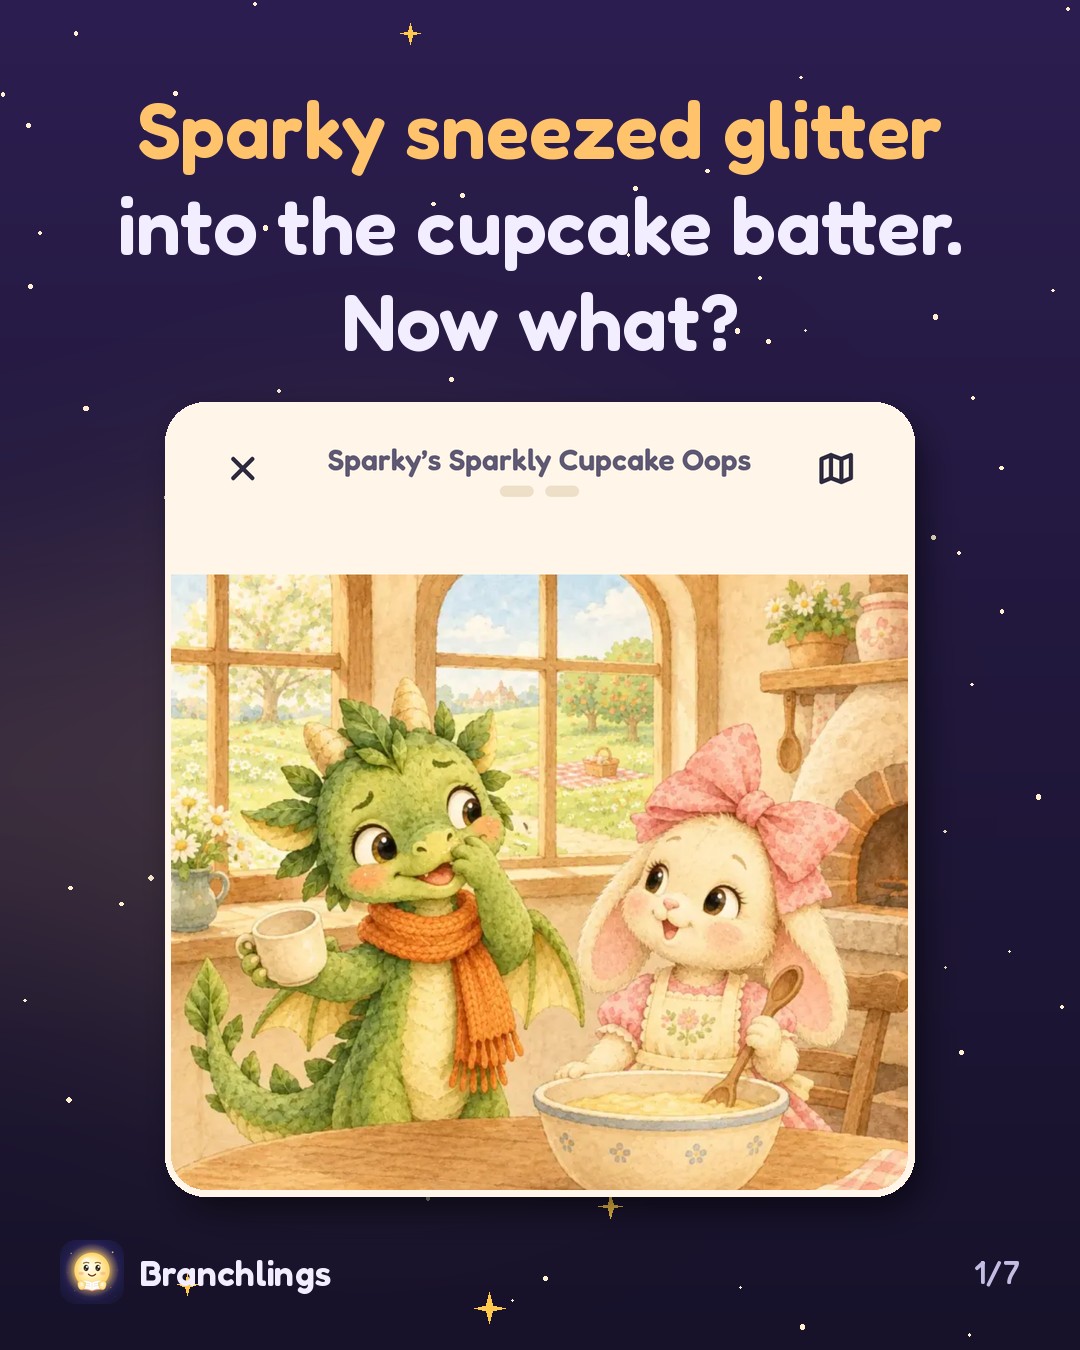 Sparky sneezed glitter
into the cupcake batter.
Now what?
Sparky’s Sparkly Cupcake Oops
Branchlings
1/7